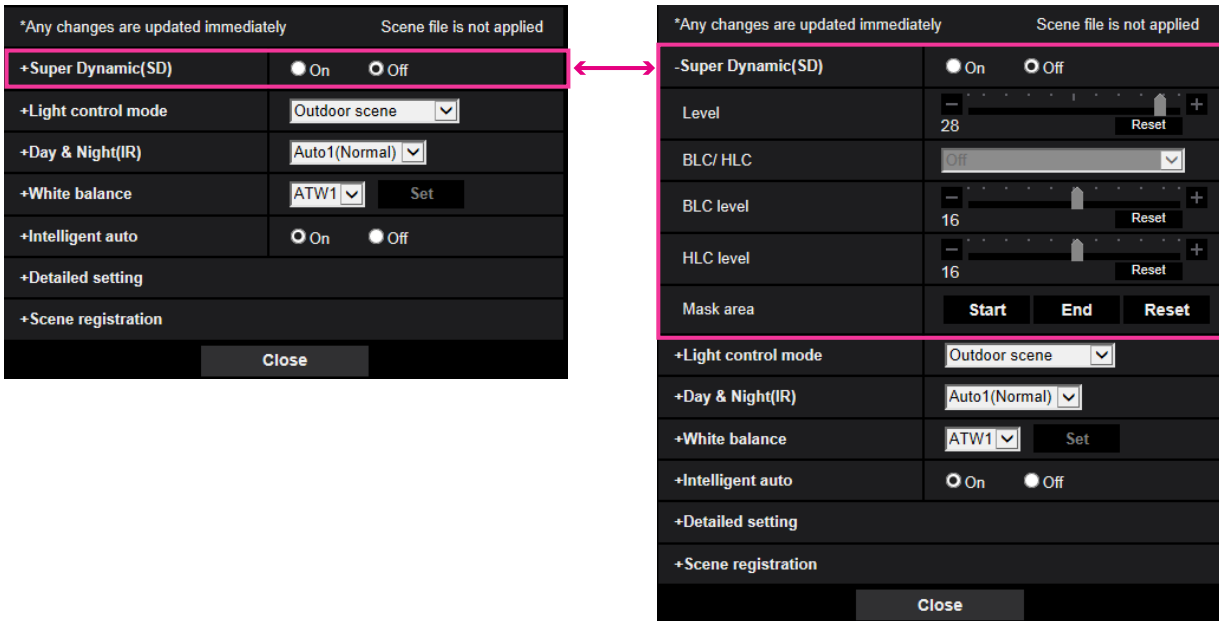 *Any changes are updated immediately Scene file is not applied
+Super Dynamic(SD) On Off
+Light control mode Outdoor scene
+Day & Night(IR) Auto1(Normal)
+White balance ATW1 Set
+Intelligent auto On Off
+Detailed setting
+Scene registration
Close
*Any changes are updated immediately Scene file is not applied
-Super Dynamic(SD) On Off
Level
28 Reset
BLC/ HLC Off
BLC level
16 Reset
HLC level
16 Reset
Mask area Start End Reset
+Light control mode Outdoor scene
+Day & Night(IR) Auto1(Normal)
+White balance ATW1 Set
+Intelligent auto On Off
+Detailed setting
+Scene registration
Close